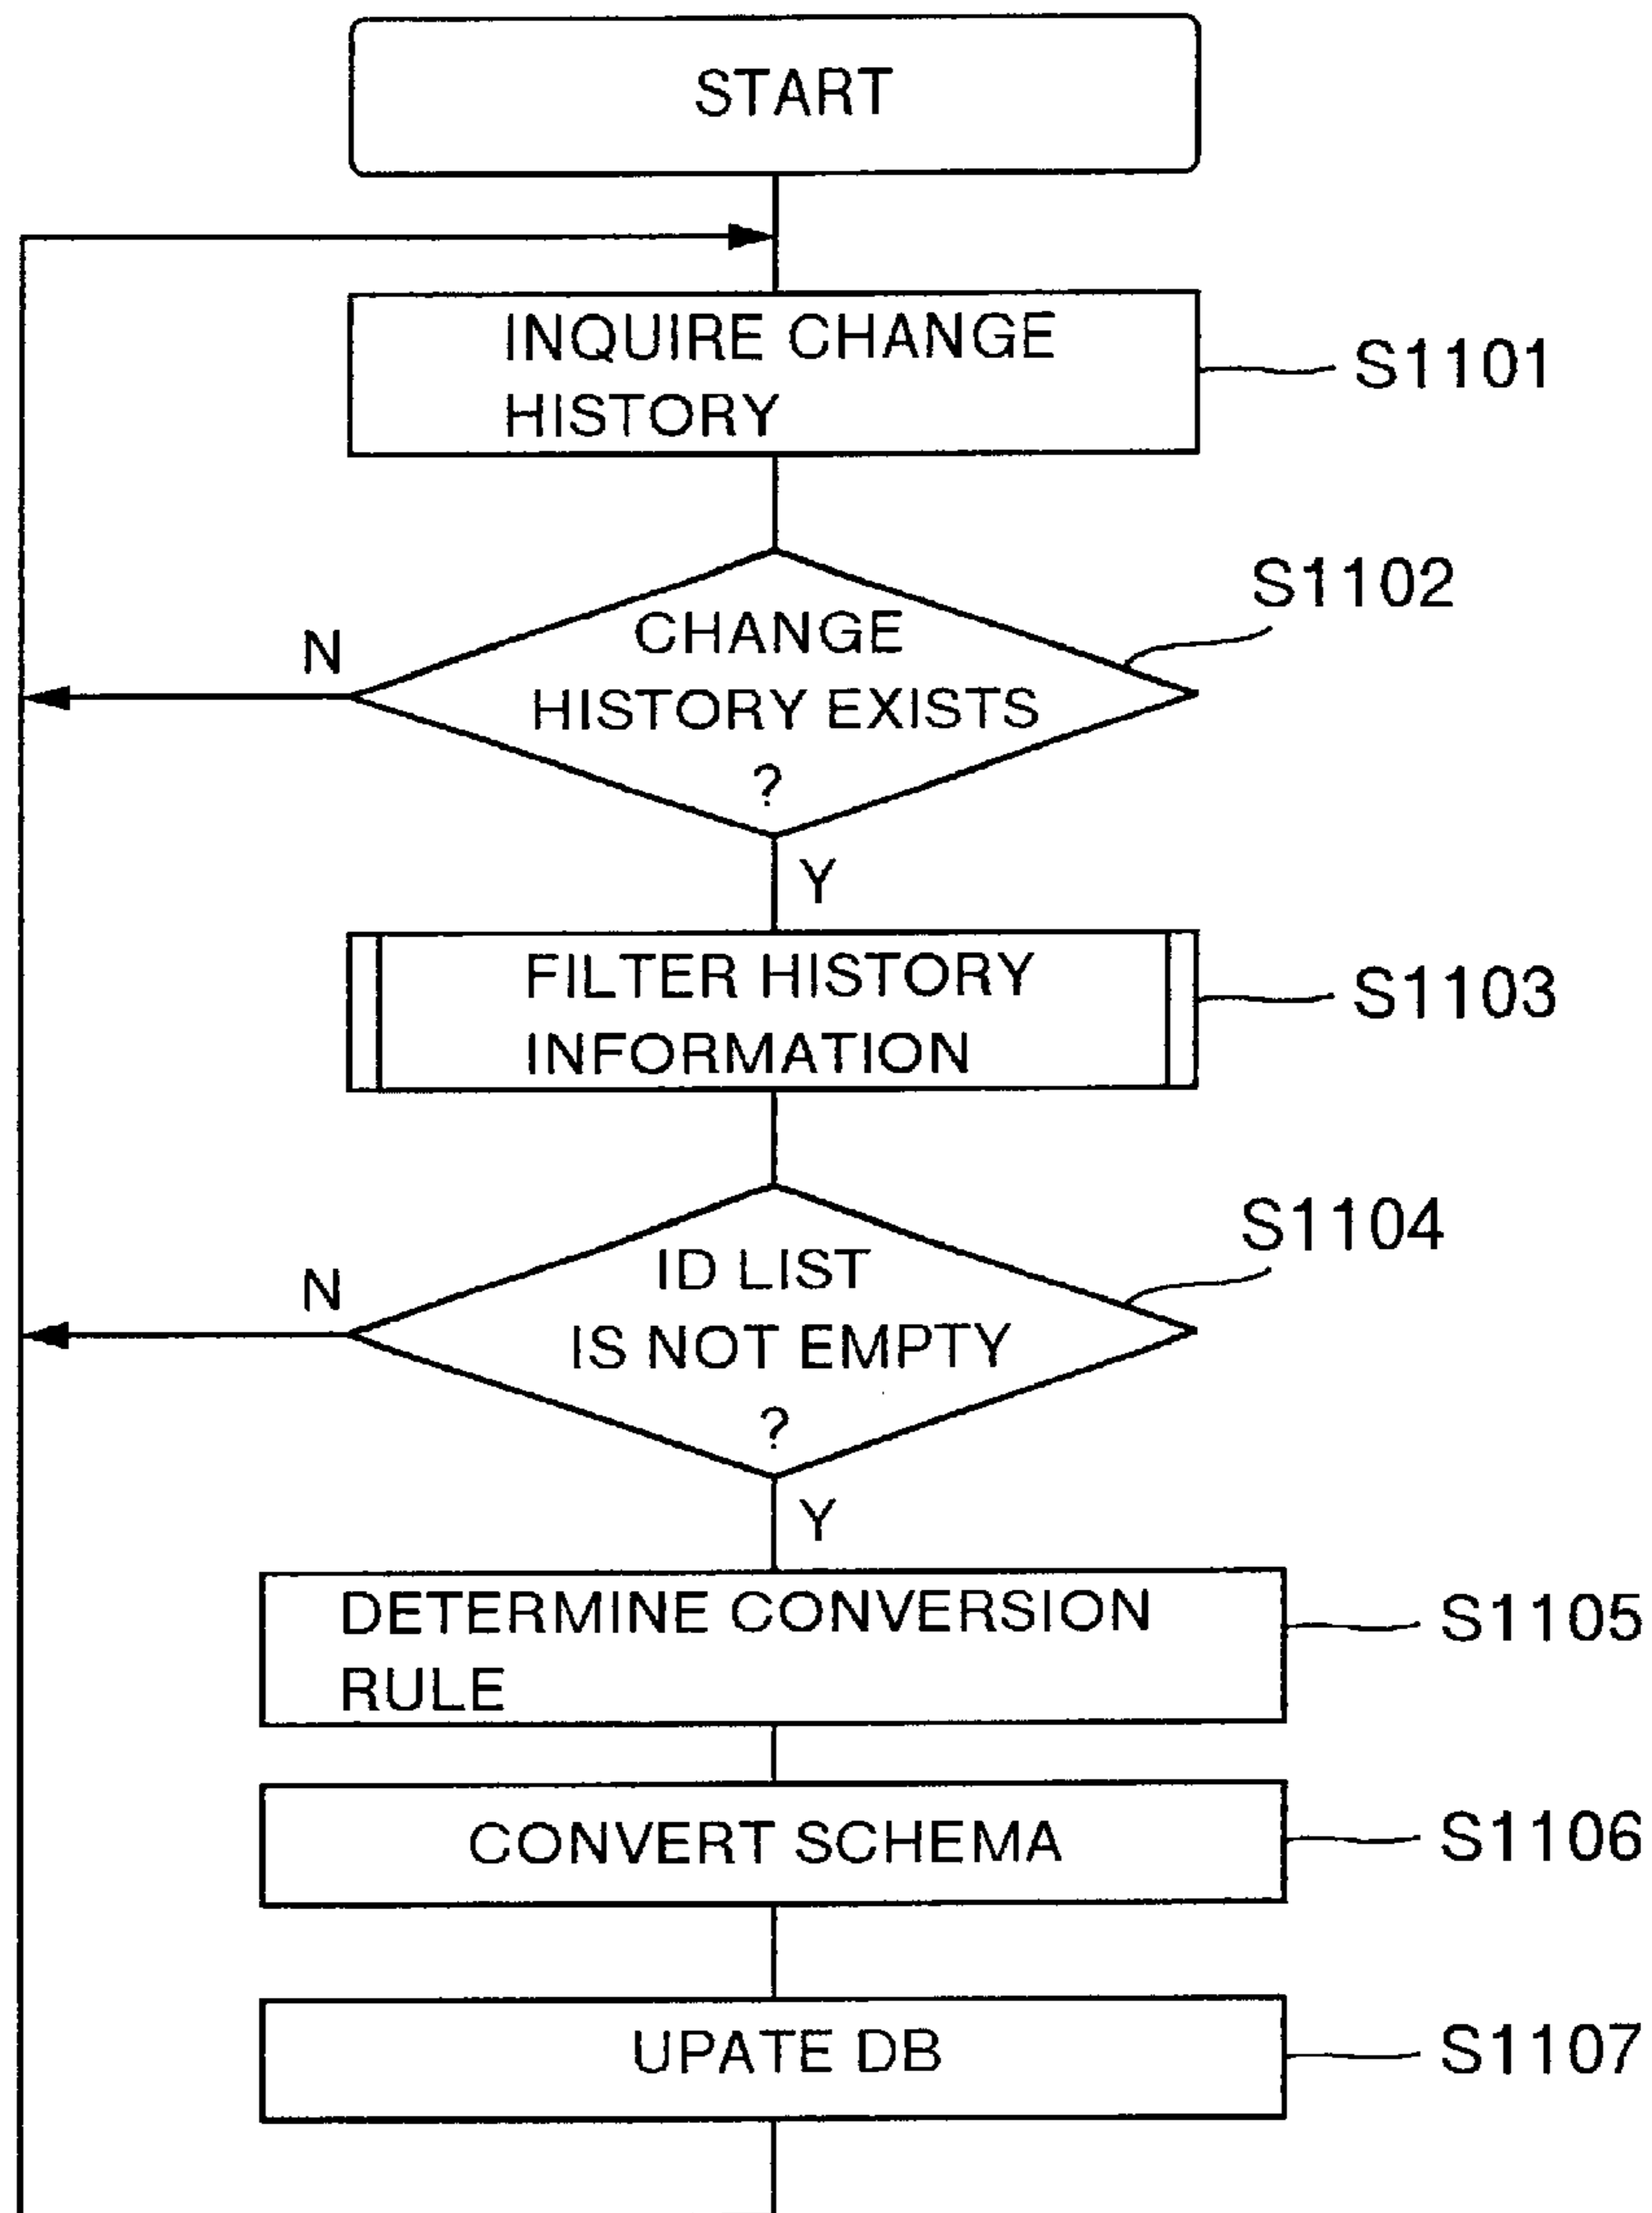 START
INQUIRE CHANGE
HISTORY
S1101
S1102
CHANGE
HISTORY EXISTS
?
N
Y
FILTER HISTORY
INFORMATION
S1103
S1104
ID LIST
IS NOT EMPTY
?
N
Y
DETERMINE CONVERSION
RULE
S1105
CONVERT SCHEMA
S1106
UPATE DB
S1107